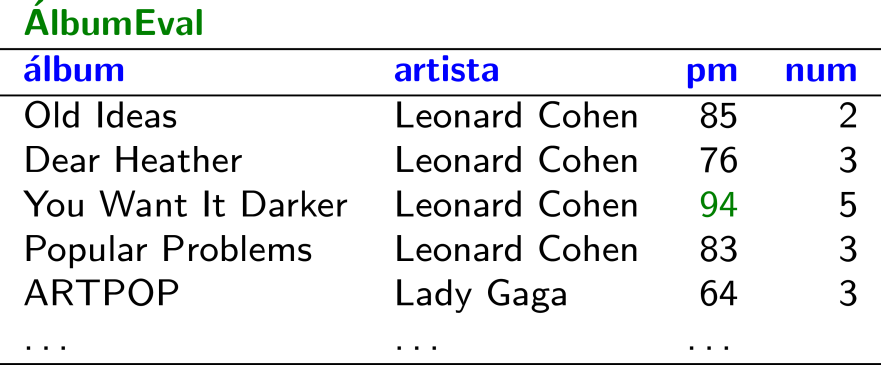 ÁlbumEval
álbum artista pm num
Old Ideas Leonard Cohen 85 2
Dear Heather Leonard Cohen 76 3
You Want It Darker Leonard Cohen 94 5
Popular Problems Leonard Cohen 83 3
ARTPOP Lady Gaga 64 3
... ... ...